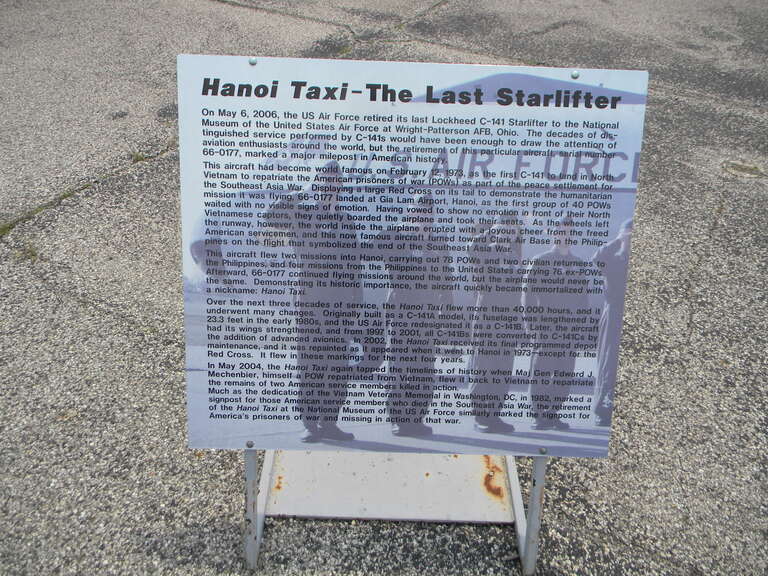 Hanoi Taxi-The Last Starlifter
On May 6, 2006, the US Air Force retired its last Lockheed C-141 Starlifter to the National
Museum of the United States Air Force at Wright-Patterson AFB, Ohio. The decades of dis-
tinguished service performed by C-141s would have been enough to draw the attention of
aviation enthusiasts around the world, but the retirement of this particular aircraft, serial number
66-0177, marked a major milepost in American history.
This aircraft had become world famous on February 12, 1973, as the first C-141 to land in North
Vietnam to repatriate the American prisoners of war (POWs) as part of the peace settlement for
the Southeast Asia War. Displaying a large Red Cross on its tail to demonstrate the humanitarian
mission it was flying, 66-0177 landed at Gia Lam Airport, Hanoi, as the first group of 40 POWs
waited with no visible signs of emotion. Having vowed to show no emotion in front of their North
Vietnamese captors, they quietly boarded the airplane and took their seats. As the wheels left
the runway, however, the world inside the airplane erupted with a joyous cheer from the freed
American servicemen, and this now famous aircraft turned toward Clark Air Base in the Philip-
pines on the flight that symbolized the end of the Southeast Asia War.
This aircraft flew two missions into Hanoi, carrying out 78 POWs and two civilian returnees to
the Philippines, and four missions from the Philippines to the United States carrying 76 ex-POWs.
Afterward, 66-0177 continued flying missions around the world, but the airplane would never be
the same. Demonstrating its historic importance, the aircraft quickly became immortalized with
a nickname: Hanoi Taxi.
Over the next three decades of service, the Hanoi Taxi flew more than 40,000 hours, and it
underwent many changes. Originally built as a C-141A model, its fuselage was lengthened by
23.3 feet in the early 1980s, and the US Air Force redesignated it as a C-141B. Later, the aircraft
had its wings strengthened, and from 1997 to 2001, all C-141Bs were converted to C-141Cs by
the addition of advanced avionics. In 2002, the Hanoi Taxi received its final programmed depot
maintenance, and it was repainted as it appeared when it went to Hanoi in 1973—except for the
Red Cross. It flew in these markings for the next four years.
In May 2004, the Hanoi Taxi again tapped the timelines of history when Maj Gen Edward J.
Mechenbier, himself a POW repatriated from Vietnam, flew it back to Vietnam to repatriate
the remains of two American service members killed in action.
Much as the dedication of the Vietnam Veterans Memorial in Washington, DC, in 1982, marked a
signpost for those American service members who died in the Southeast Asia War, the retirement
of the Hanoi Taxi at the National Museum of the US Air Force similarly marked the signpost for
America's prisoners of war and missing in action of that war.
AIR FORCE